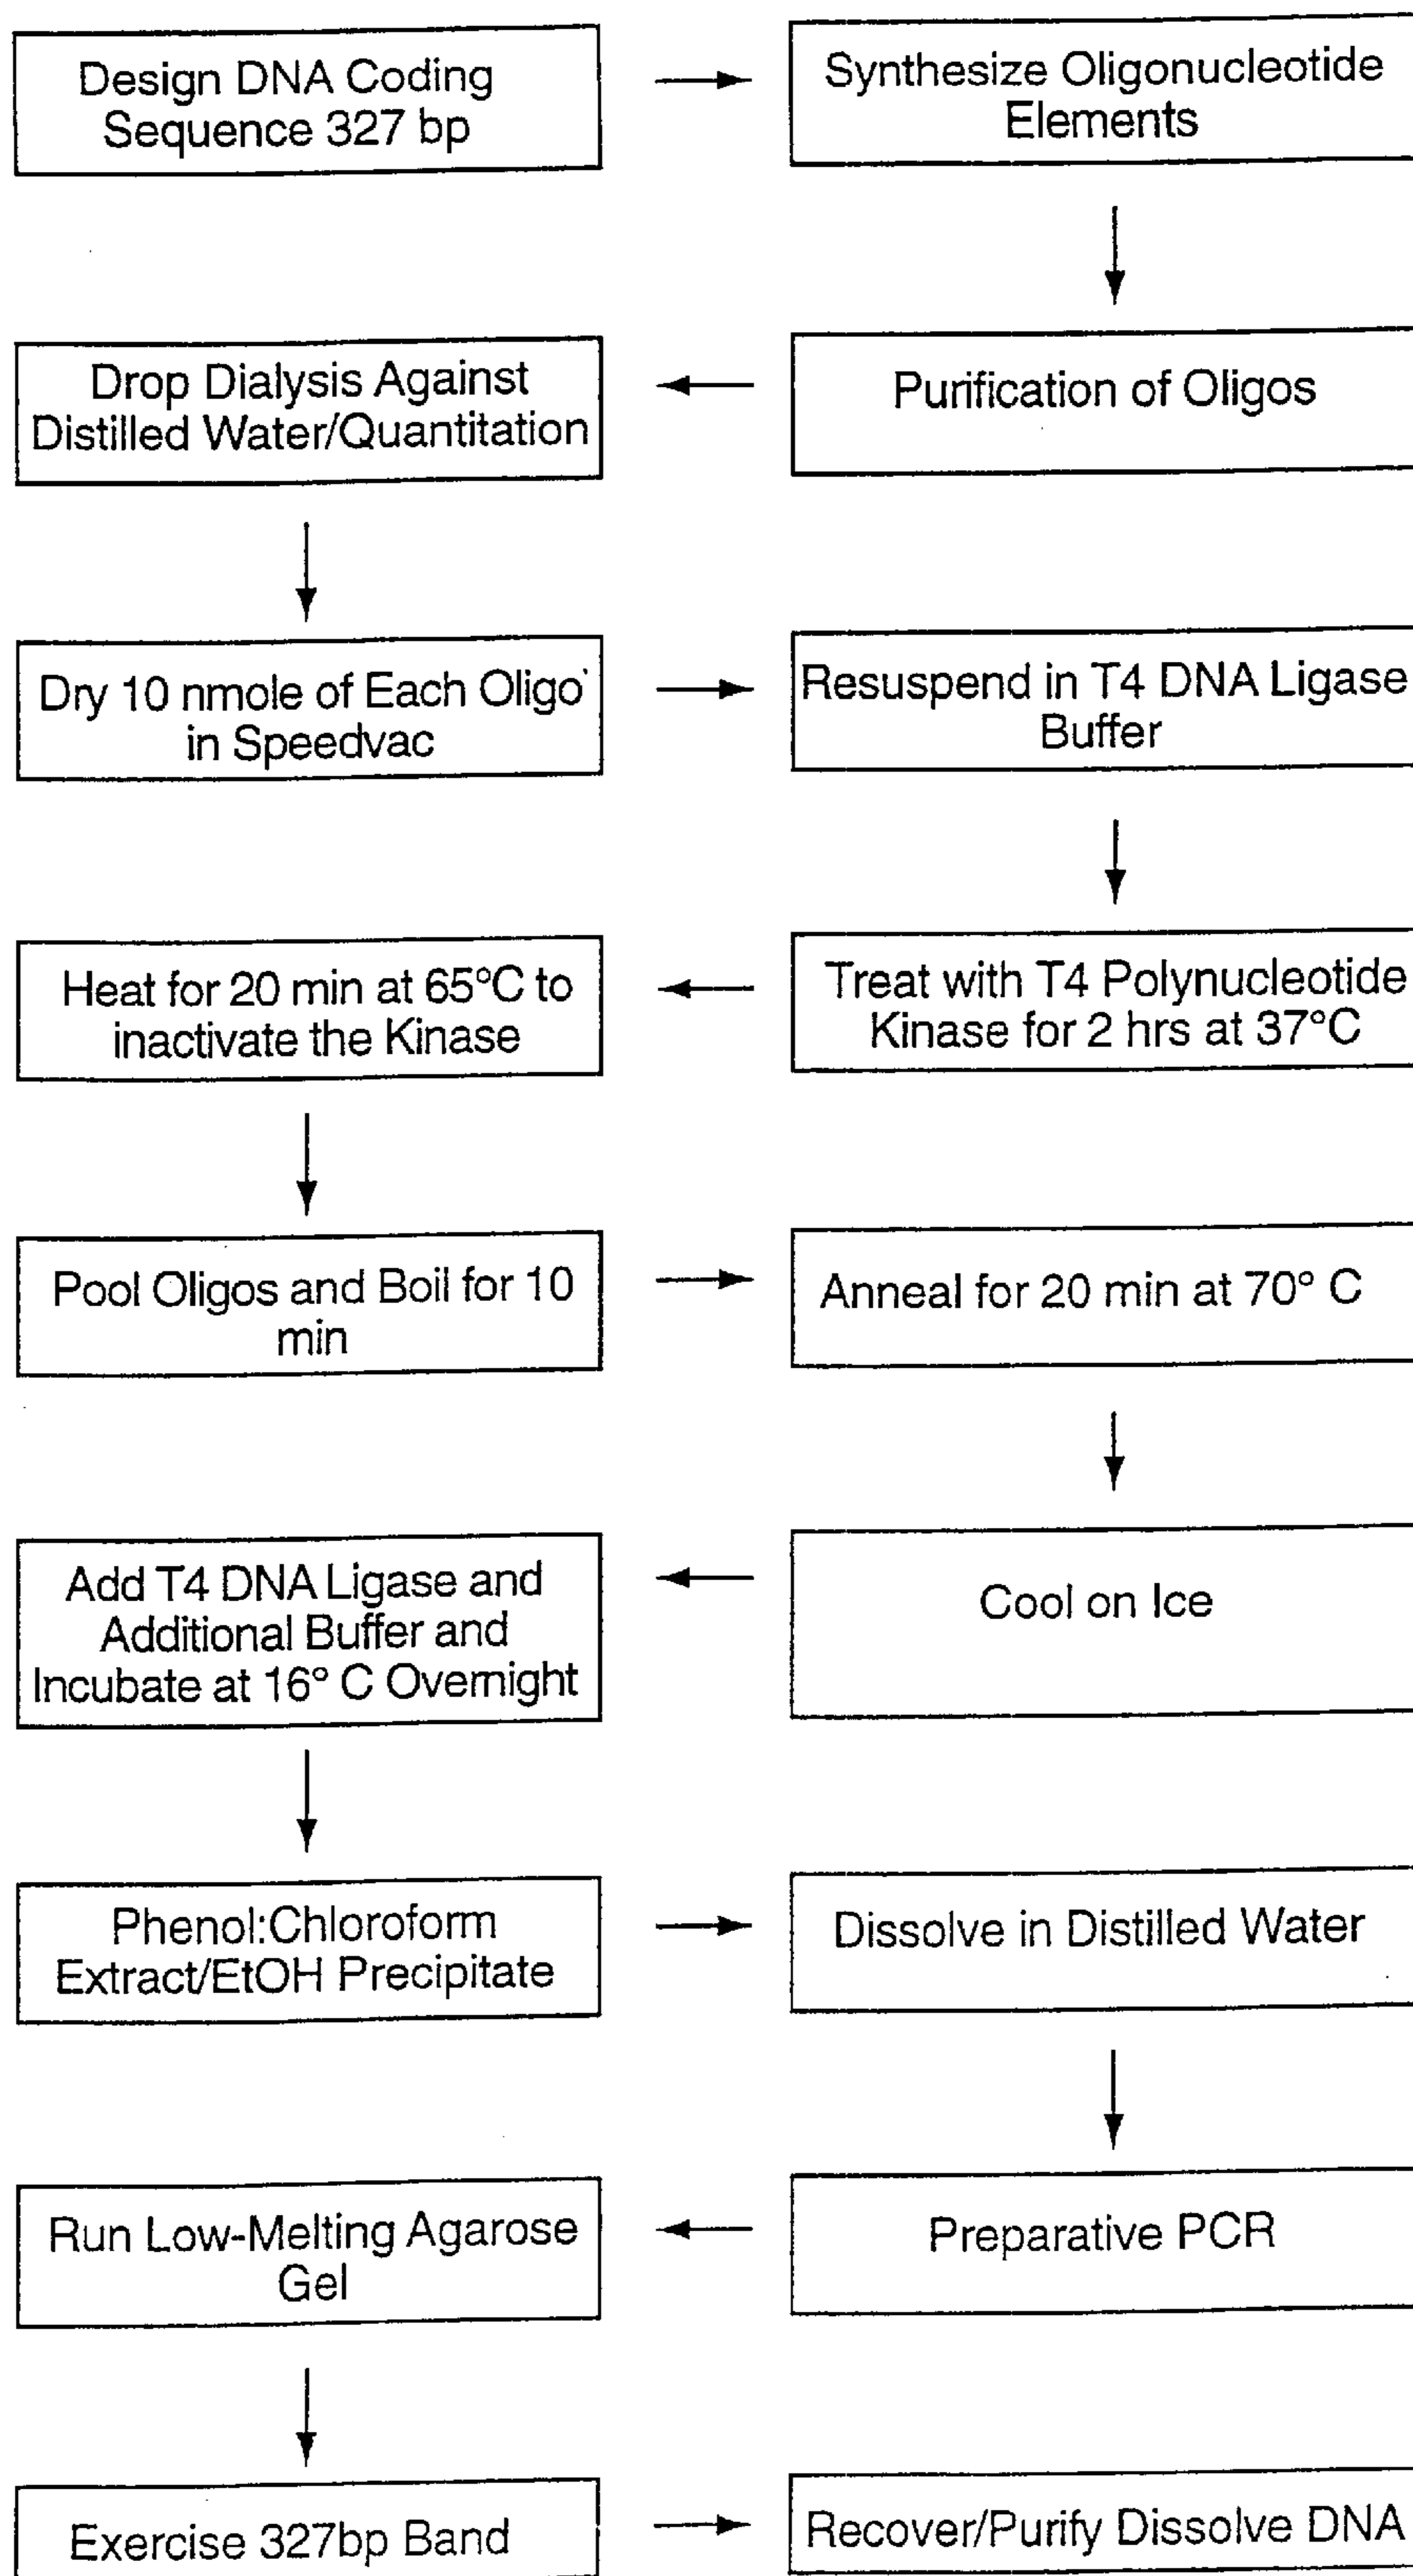 Design DNA Coding
Sequence 327 bp
Synthesize Oligonucleotide
Elements
Purification of Oligos
Drop Dialysis Against
Distilled Water/Quantitation
Dry 10 nmole of Each Oligo
in Speedvac
Resuspend in T4 DNA Ligase
Buffer
Treat with T4 Polynucleotide
Kinase for 2 hrs at 37°C
Heat for 20 min at 65°C to
inactivate the Kinase
Pool Oligos and Boil for 10
min
Anneal for 20 min at 70° C
Cool on Ice
Add T4 DNA Ligase and
Additional Buffer and
Incubate at 16° C Overnight
Phenol:Chloroform
Extract/EtOH Precipitate
Dissolve in Distilled Water
Preparative PCR
Run Low-Melting Agarose
Gel
Exercise 327bp Band
Recover/Purify Dissolve DNA